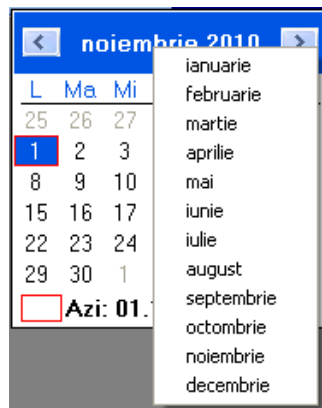 noiembrie 2010
L Ma Mi
25 26 27
1 2 3
8 9 10
15 16 17
22 23 24
29 30 1
Azi: 01.
ianuarie
februarie
martie
aprilie
mai
iunie
iulie
august
septembrie
octombrie
noiembrie
decembrie